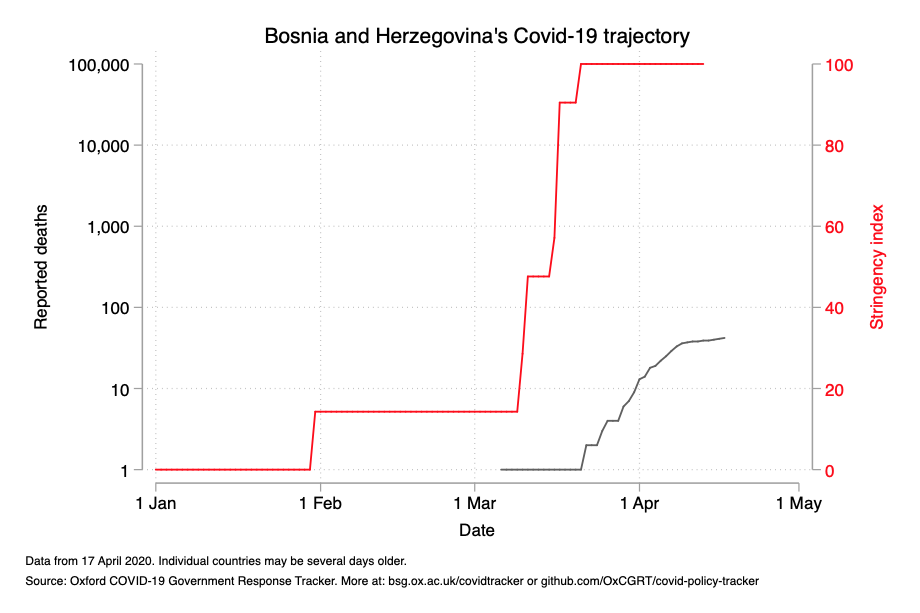 Bosnia and Herzegovina's Covid-19 trajectory
100,000
10,000
1,000
100
10
1
Reported deaths
100
80
60
40
20
0
Stringency index
1 Jan
1 Feb
1 Mar
1 Apr
1 May
Date
Data from 17 April 2020. Individual countries may be several days older.
Source: Oxford COVID-19 Government Response Tracker. More at: bsg.ox.ac.uk/covidtracker or github.com/OxCGRT/covid-policy-tracker